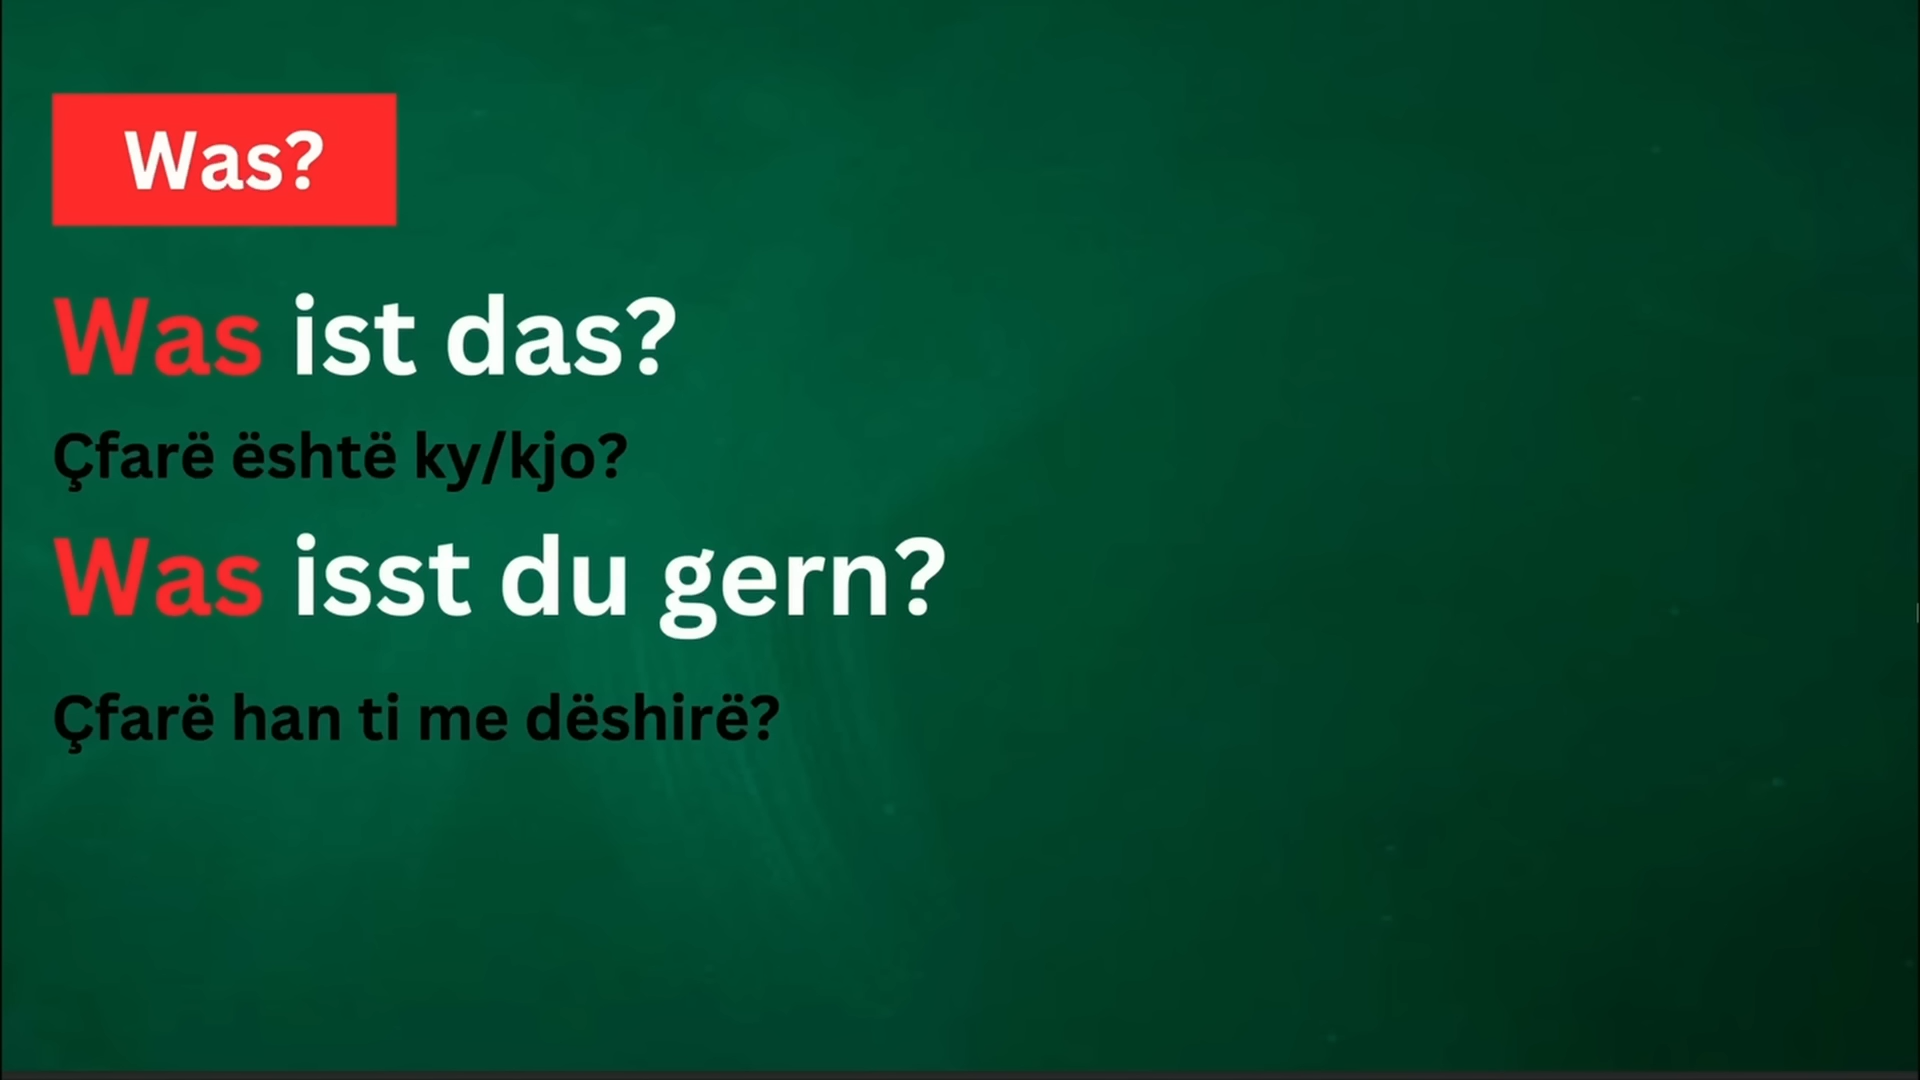 Was?
Was ist das?
Çfarë është ky/kjo?
Was isst du gern?
Çfarë han ti me dëshirë?